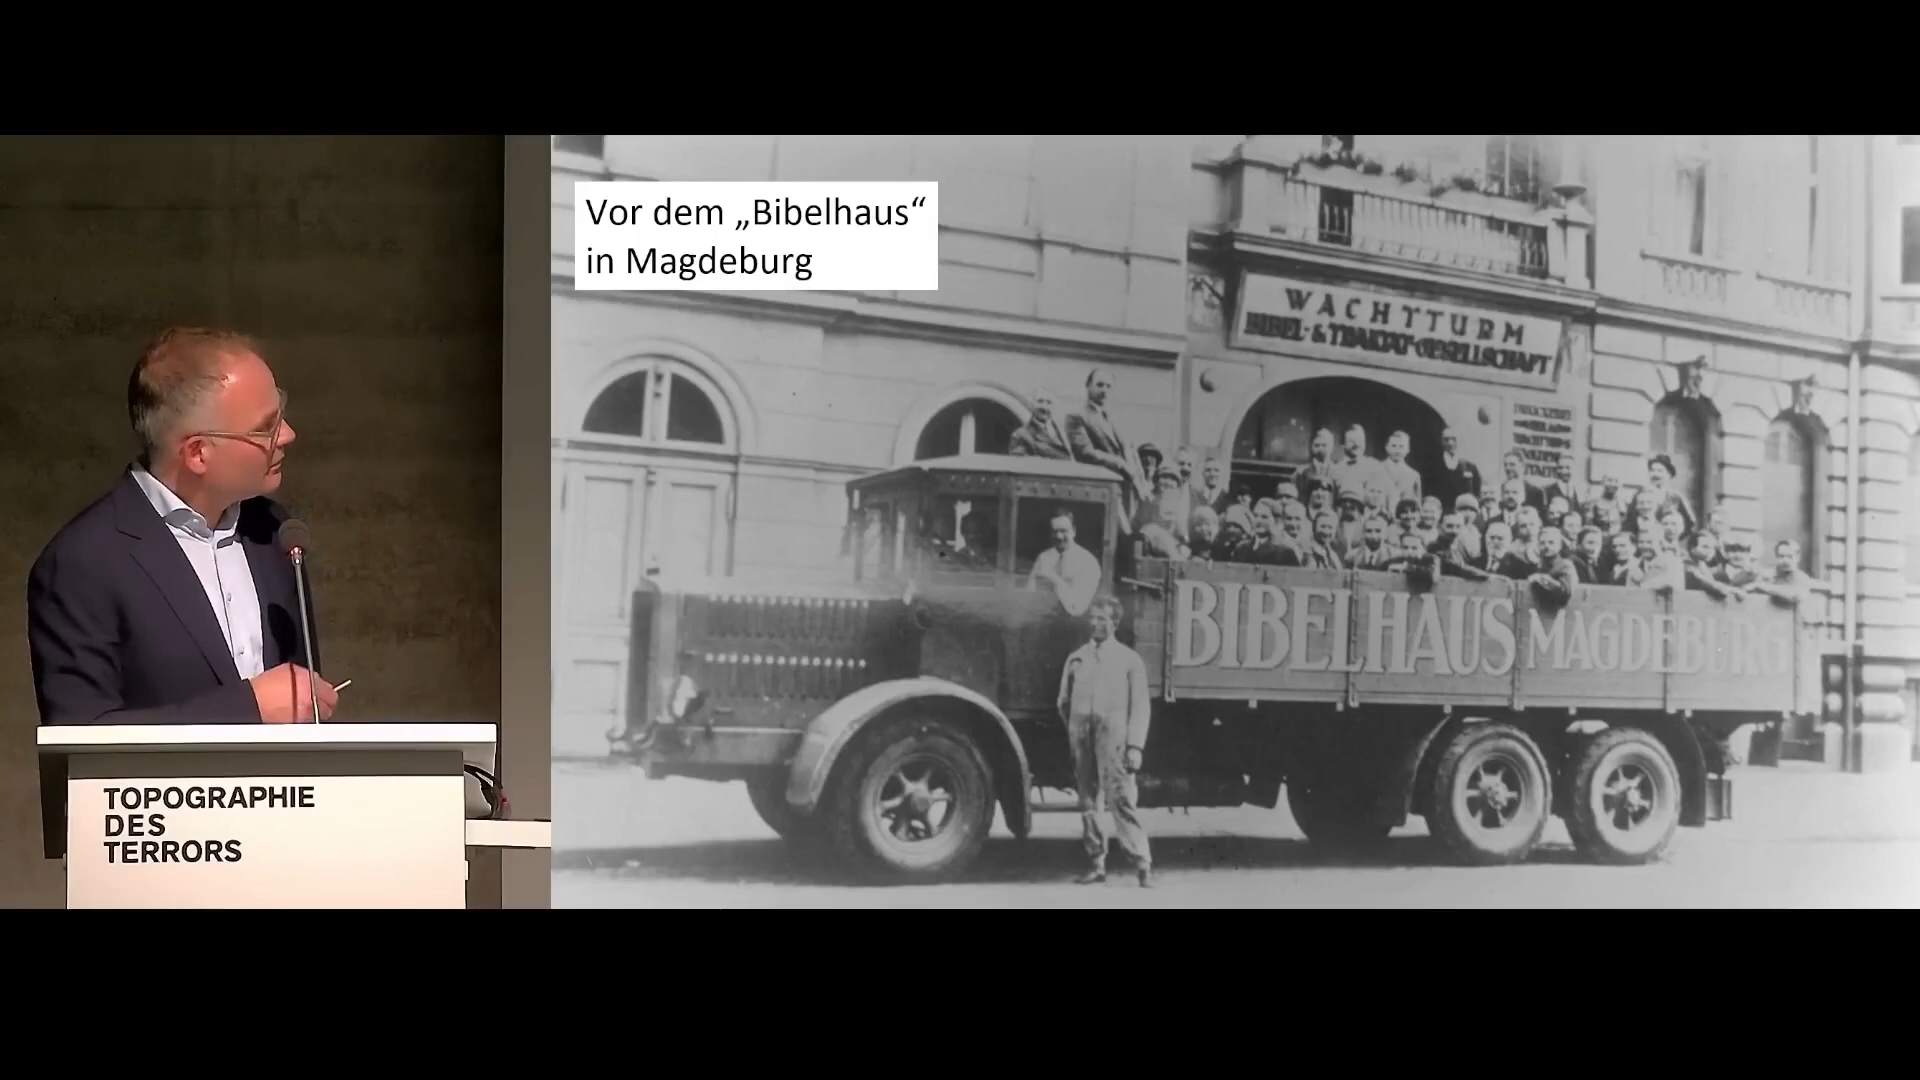 Vor dem „Bibelhaus“
in Magdeburg
WACHTTURM
BIBEL- & TRAKTAT-GESELLSCHAFT
BIBELHAUS MAGDEBURG
TOPOGRAPHIE
DES
TERRORS